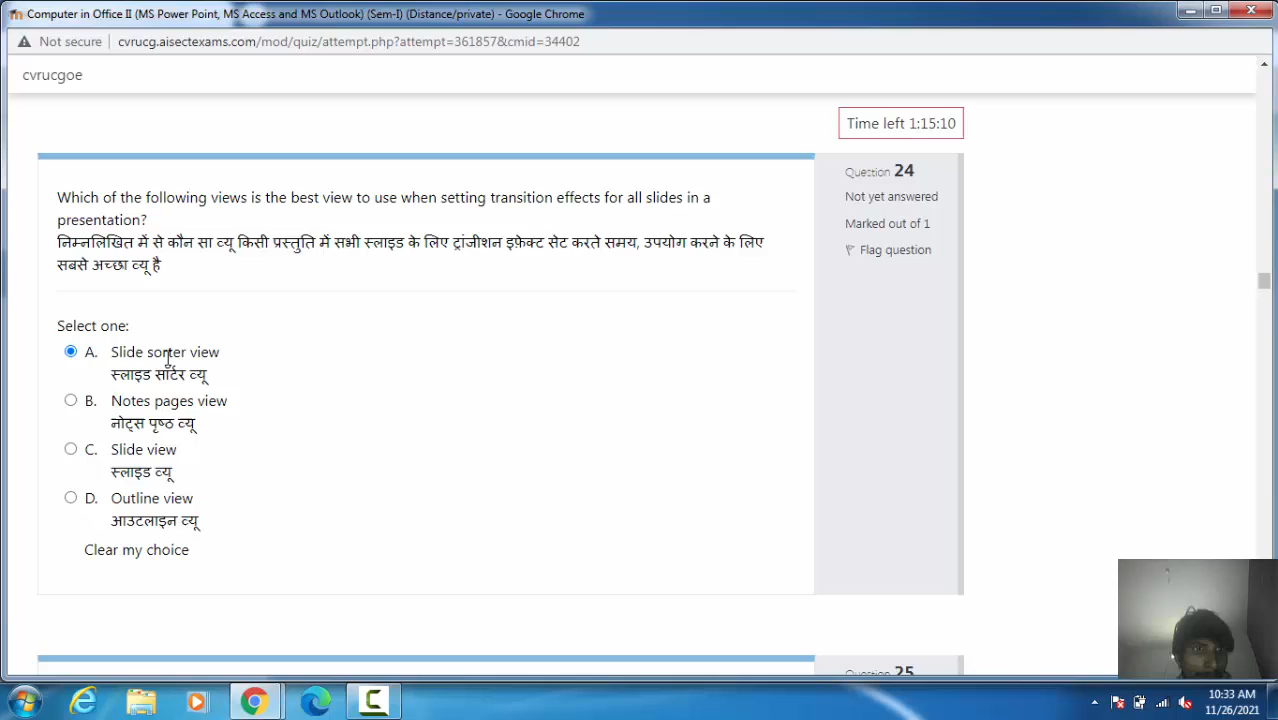 Computer in Office II (MS Power Point, MS Access and MS Outlook) (Sem-I) (Distance/private) - Google Chrome
Not secure | cvrucg.aisectexams.com/mod/quiz/attempt.php?attempt=361857&cmid=34402
cvrucgoe
Time left 1:15:10
Which of the following views is the best view to use when setting transition effects for all slides in a
presentation?
निम्नलिखित में से कौन सा व्यू किसी प्रस्तुति में सभी स्लाइड के लिए ट्रांजीशन इफ़ेक्ट सेट करते समय, उपयोग करने के लिए
सबसे अच्छा व्यू है
Question 24
Not yet answered
Marked out of 1
Flag question
Select one:
A. Slide sorter view
स्लाइड सॉर्टर व्यू
B. Notes pages view
नोट्स पृष्ठ व्यू
C. Slide view
स्लाइड व्यू
D. Outline view
आउटलाइन व्यू
Clear my choice
Question 25
10:33 AM
11/26/2021